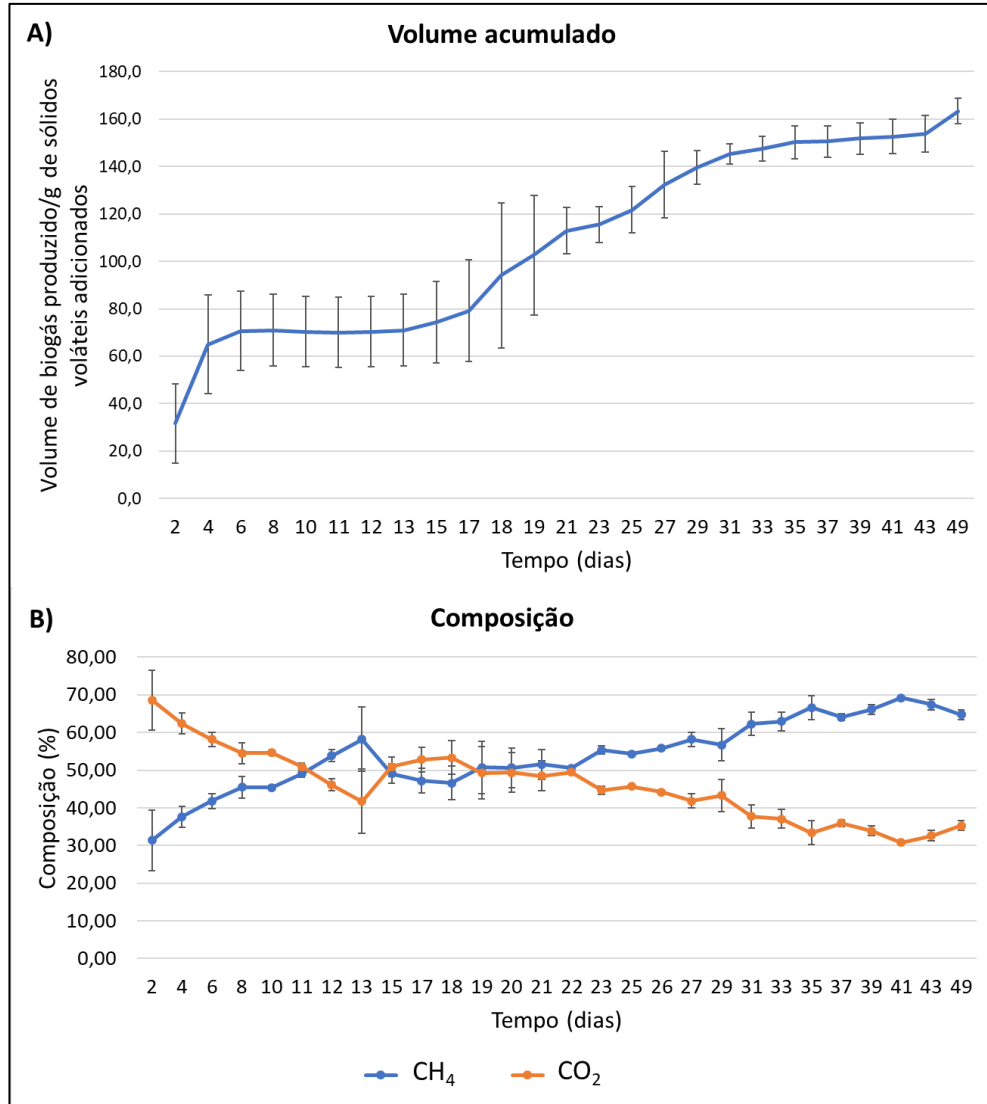 A)
Volume acumulado
Volume de biogás produzido/g de sólidos
voláteis adicionados
180,0
160,0
140,0
120,0
100,0
80,0
60,0
40,0
20,0
0,0
2 4 6 8 10 11 12 13 15 17 18 19 21 23 25 27 29 31 33 35 37 39 41 43 49
Tempo (dias)
B)
Composição
Composição (%)
80,00
70,00
60,00
50,00
40,00
30,00
20,00
10,00
0,00
2 4 6 8 10 11 12 13 15 17 18 19 20 21 22 23 25 26 27 29 31 33 35 37 39 41 43 49
Tempo (dias)
CH₄ CO₂